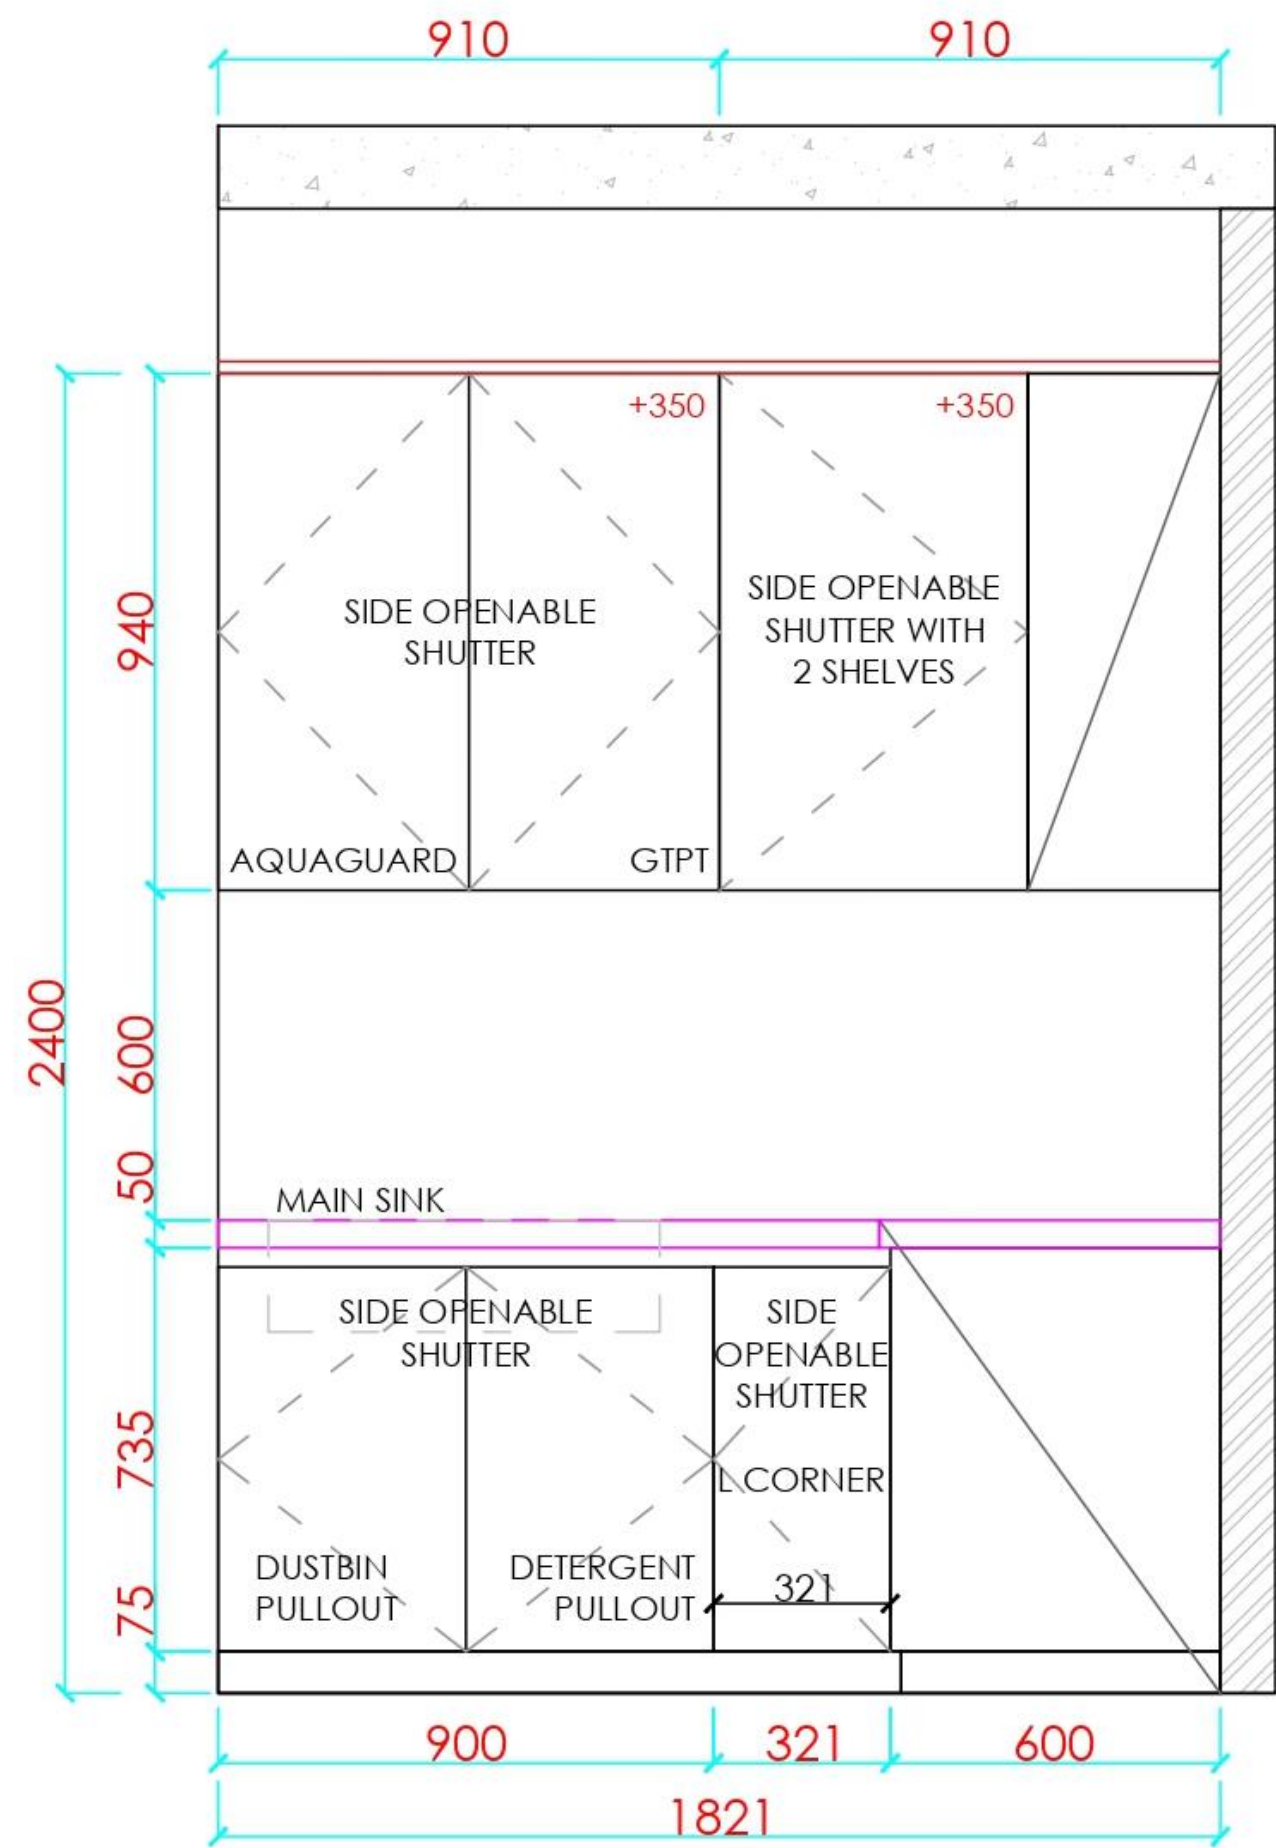 910
910
+350
+350
SIDE OPENABLE
SHUTTER
SIDE OPENABLE
SHUTTER WITH
2 SHELVES
940
AQUAGUARD
GTPT
2400
600
50
MAIN SINK
SIDE OPENABLE
SHUTTER
SIDE
OPENABLE
SHUTTER
L CORNER
735
DUSTBIN
PULLOUT
DETERGENT
PULLOUT
321
75
900
321
600
1821